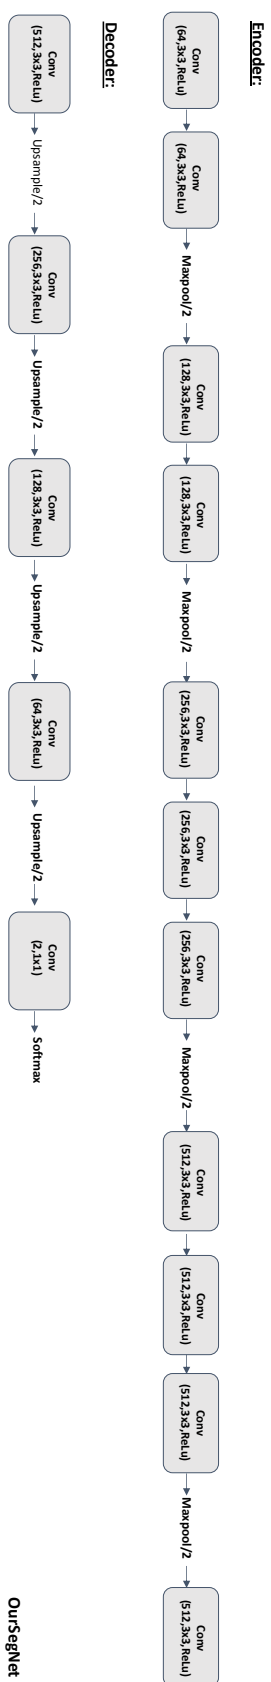 Encoder:
Conv
(64,3x3,ReLu)
Conv
(64,3x3,ReLu)
Maxpool/2
Conv
(128,3x3,ReLu)
Conv
(128,3x3,ReLu)
Maxpool/2
Conv
(256,3x3,ReLu)
Conv
(256,3x3,ReLu)
Conv
(256,3x3,ReLu)
Maxpool/2
Conv
(512,3x3,ReLu)
Conv
(512,3x3,ReLu)
Conv
(512,3x3,ReLu)
Maxpool/2
Conv
(512,3x3,ReLu)
Decoder:
Conv
(512,3x3,ReLu)
Upsample/2
Conv
(256,3x3,ReLu)
Upsample/2
Conv
(128,3x3,ReLu)
Upsample/2
Conv
(64,3x3,ReLu)
Upsample/2
Conv
(2,1x1)
Softmax
OurSegNet